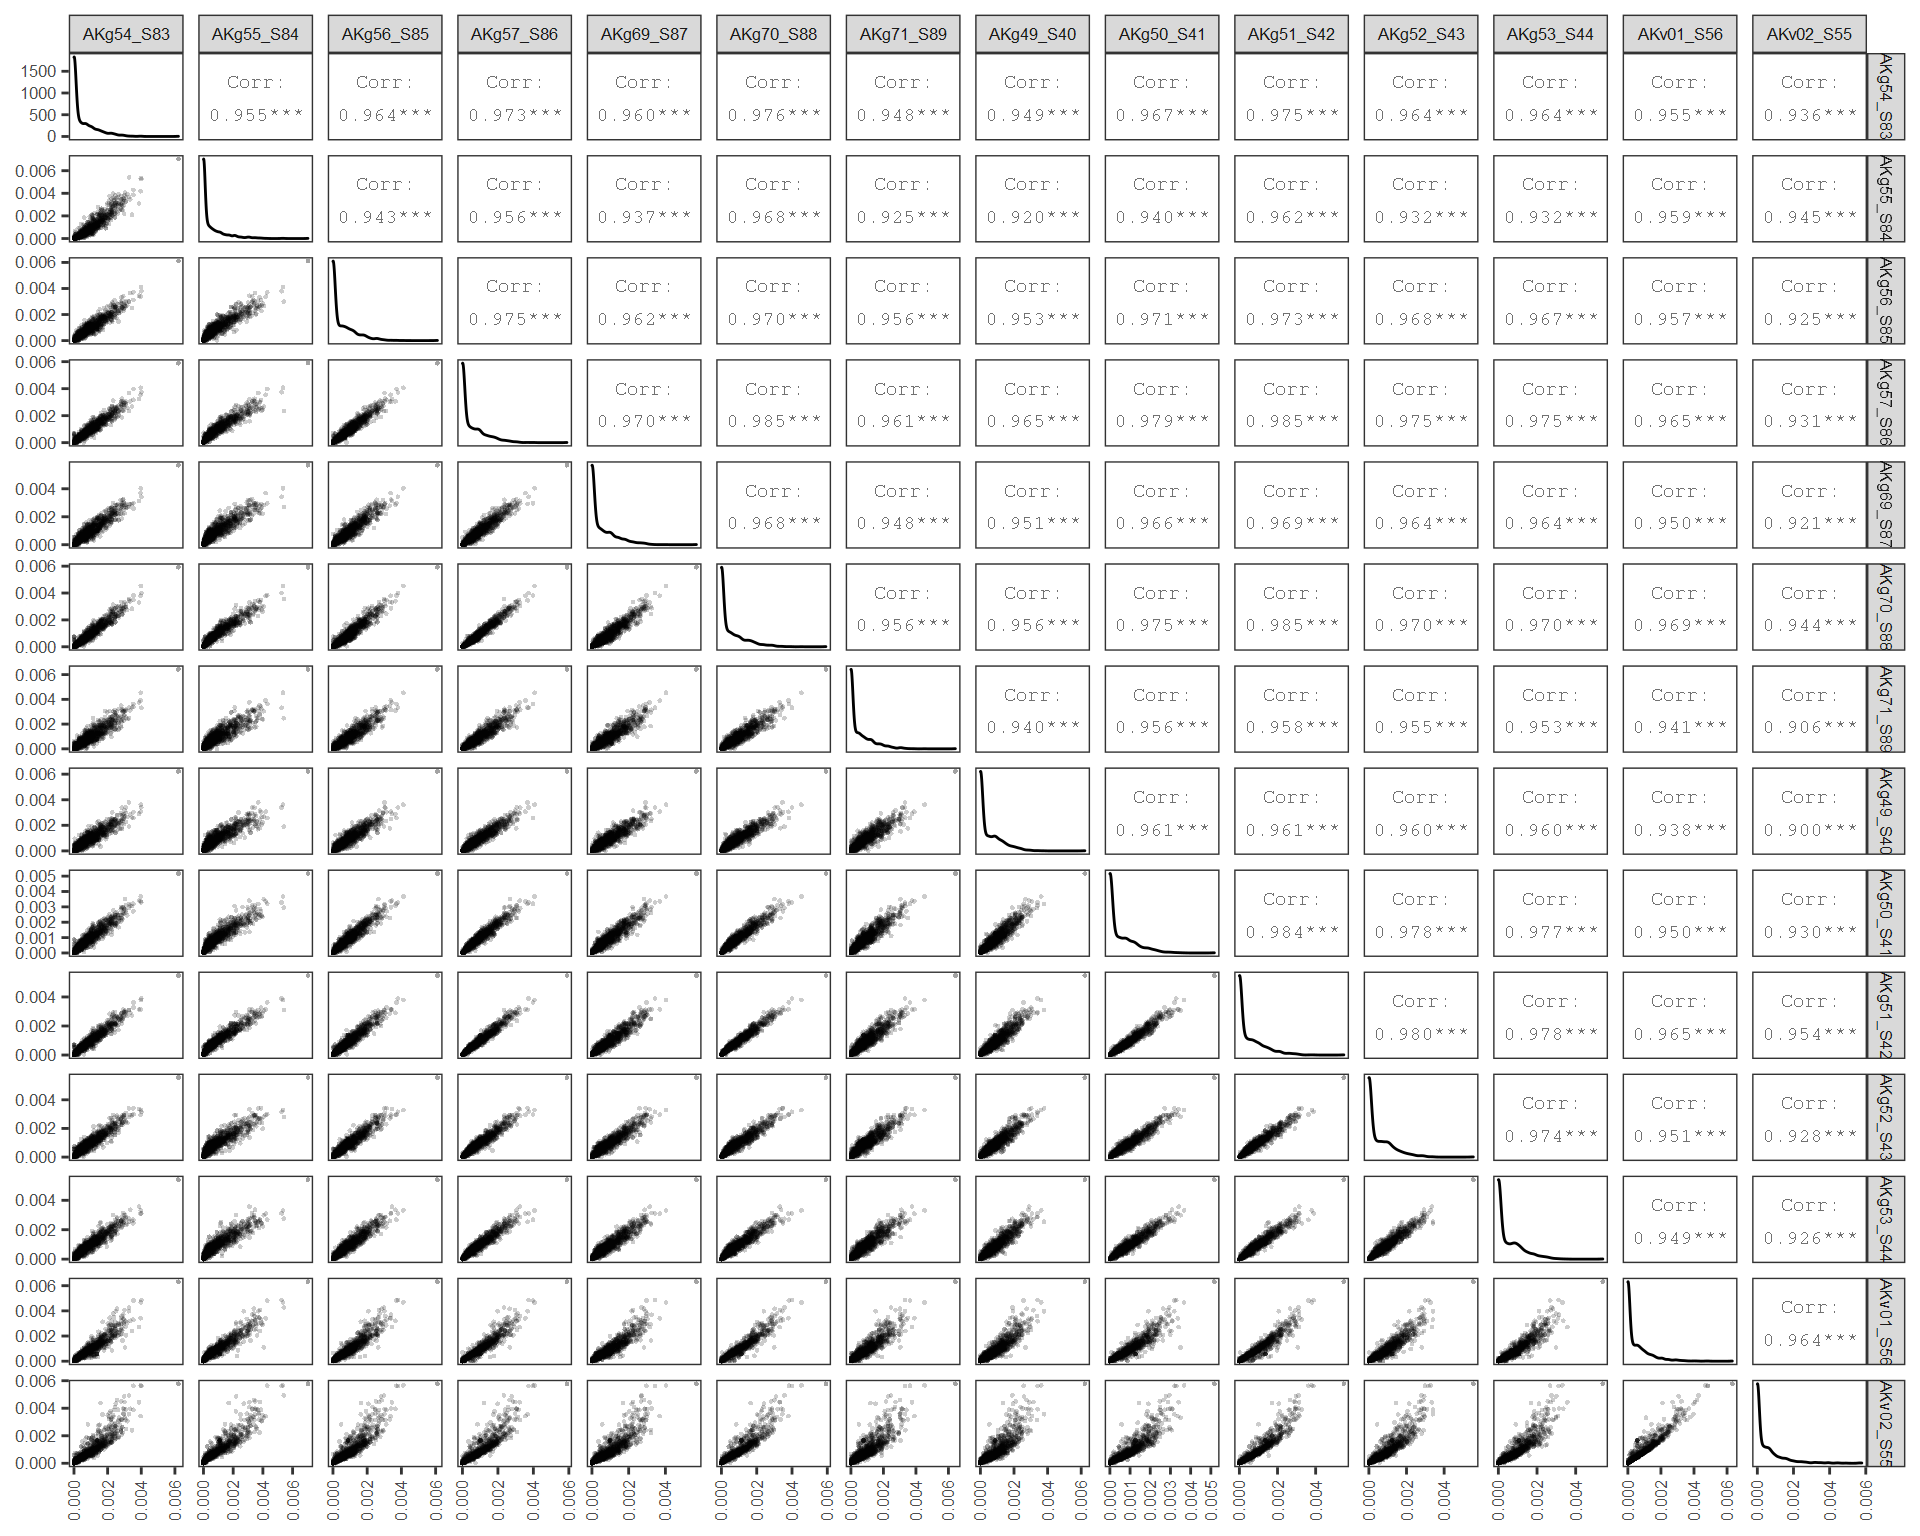 AKg54_S83 AKg55_S84 AKg56_S85 AKg57_S86 AKg69_S87 AKg70_S88 AKg71_S89 AKg49_S40 AKg50_S41 AKg51_S42 AKg52_S43 AKg53_S44 AKv01_S56 AKv02_S55
1500
1000
500
0
Corr: Corr: Corr: Corr: Corr: Corr: Corr: Corr: Corr: Corr: Corr: Corr: Corr:
0.955*** 0.964*** 0.973*** 0.960*** 0.976*** 0.948*** 0.949*** 0.967*** 0.975*** 0.964*** 0.964*** 0.955*** 0.936***
AKg54_S83
0.006
0.004
0.002
0.000
Corr: Corr: Corr: Corr: Corr: Corr: Corr: Corr: Corr: Corr: Corr: Corr:
0.943*** 0.956*** 0.937*** 0.968*** 0.925*** 0.920*** 0.940*** 0.962*** 0.932*** 0.932*** 0.959*** 0.945***
AKg55_S84
0.006
0.004
0.002
0.000
Corr: Corr: Corr: Corr: Corr: Corr: Corr: Corr: Corr: Corr: Corr:
0.975*** 0.962*** 0.970*** 0.956*** 0.953*** 0.971*** 0.973*** 0.968*** 0.967*** 0.957*** 0.925***
AKg56_S85
0.006
0.004
0.002
0.000
Corr: Corr: Corr: Corr: Corr: Corr: Corr: Corr: Corr: Corr:
0.970*** 0.985*** 0.961*** 0.965*** 0.979*** 0.985*** 0.975*** 0.975*** 0.965*** 0.931***
AKg57_S86
0.004
0.002
0.000
Corr: Corr: Corr: Corr: Corr: Corr: Corr: Corr: Corr:
0.968*** 0.948*** 0.951*** 0.966*** 0.969*** 0.964*** 0.964*** 0.950*** 0.921***
AKg69_S87
0.006
0.004
0.002
0.000
Corr: Corr: Corr: Corr: Corr: Corr: Corr: Corr:
0.956*** 0.956*** 0.975*** 0.985*** 0.970*** 0.970*** 0.969*** 0.944***
AKg70_S88
0.006
0.004
0.002
0.000
Corr: Corr: Corr: Corr: Corr: Corr: Corr:
0.940*** 0.956*** 0.958*** 0.955*** 0.953*** 0.941*** 0.906***
AKg71_S89
0.006
0.004
0.002
0.000
Corr: Corr: Corr: Corr: Corr: Corr:
0.961*** 0.961*** 0.960*** 0.960*** 0.938*** 0.900***
AKg49_S40
0.005
0.004
0.003
0.002
0.001
0.000
Corr: Corr: Corr: Corr: Corr:
0.984*** 0.978*** 0.977*** 0.950*** 0.930***
AKg50_S41
0.004
0.002
0.000
Corr: Corr: Corr: Corr:
0.980*** 0.978*** 0.965*** 0.954***
AKg51_S42
0.004
0.002
0.000
Corr: Corr: Corr:
0.974*** 0.951*** 0.928***
AKg52_S43
0.004
0.002
0.000
Corr: Corr:
0.949*** 0.926***
AKg53_S44
0.006
0.004
0.002
0.000
Corr:
0.964***
AKv01_S56
0.006
0.004
0.002
0.000
AKv02_S55
0.000 0.002 0.004 0.006 0.000 0.002 0.004 0.006 0.000 0.002 0.004 0.006 0.000 0.002 0.004 0.006 0.000 0.002 0.004 0.000 0.002 0.004 0.006 0.000 0.002 0.004 0.006 0.000 0.002 0.004 0.006 0.000 0.001 0.002 0.003 0.004 0.005 0.000 0.002 0.004 0.000 0.002 0.004 0.000 0.002 0.004 0.000 0.002 0.004 0.006 0.000 0.002 0.004 0.006